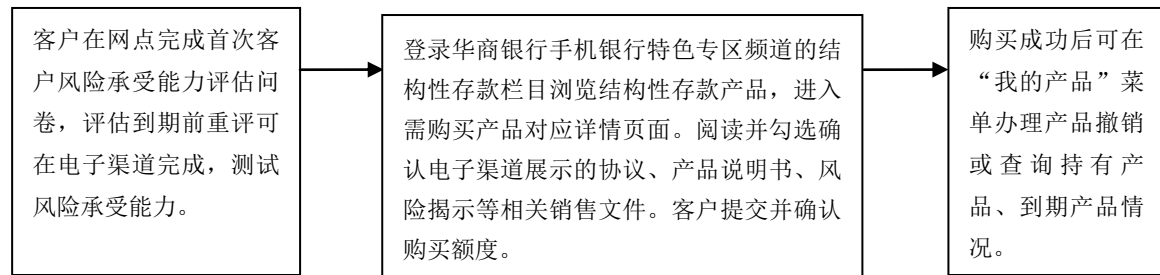 客户在网点完成首次客
户风险承受能力评估问
卷，评估到期前重评可
在电子渠道完成，测试
风险承受能力。
登录华商银行手机银行特色专区频道的结
构性存款栏目浏览结构性存款产品，进入
需购买产品对应详情页面。阅读并勾选确
认电子渠道展示的协议、产品说明书、风
险揭示等相关销售文件。客户提交并确认
购买额度。
购买成功后可在
“我的产品”菜
单办理产品撤销
或查询持有产
品、到期产品情
况。